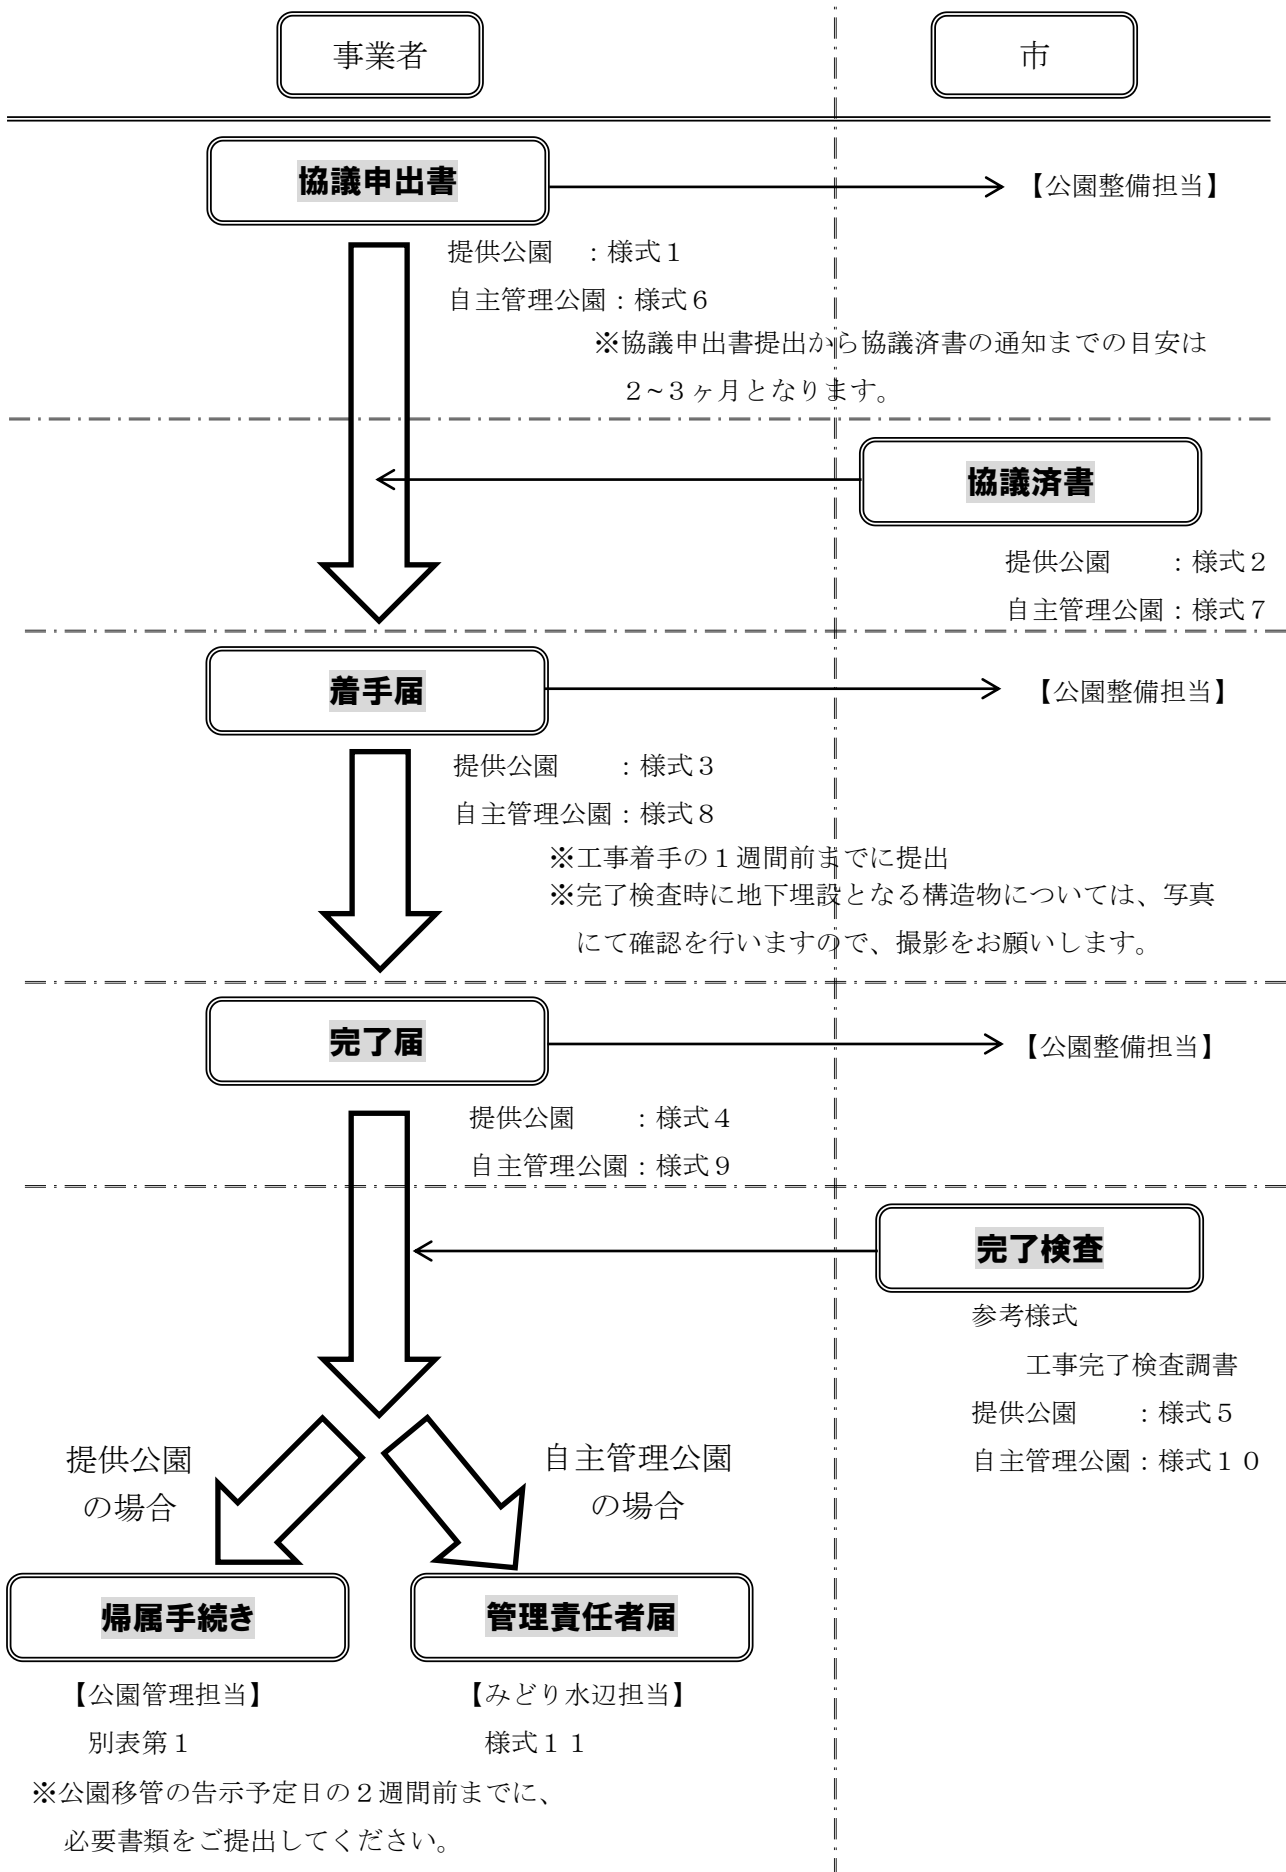 事業者
市
協議申出書
【公園整備担当】
提供公園　：様式１
自主管理公園：様式６
※協議申出書提出から協議済書の通知までの目安は
２~３ヶ月となります。
協議済書
提供公園　　：様式２
自主管理公園：様式７
着手届
【公園整備担当】
提供公園　　：様式３
自主管理公園：様式８
※工事着手の１週間前までに提出
※完了検査時に地下埋設となる構造物については、写真
にて確認を行いますので、撮影をお願いします。
完了届
【公園整備担当】
提供公園　　：様式４
自主管理公園：様式９
完了検査
参考様式
工事完了検査調書
提供公園　　：様式５
自主管理公園：様式１０
提供公園
の場合
自主管理公園
の場合
帰属手続き
管理責任者届
【公園管理担当】
別表第１
【みどり水辺担当】
様式１１
※公園移管の告示予定日の２週間前までに、
必要書類をご提出してください。